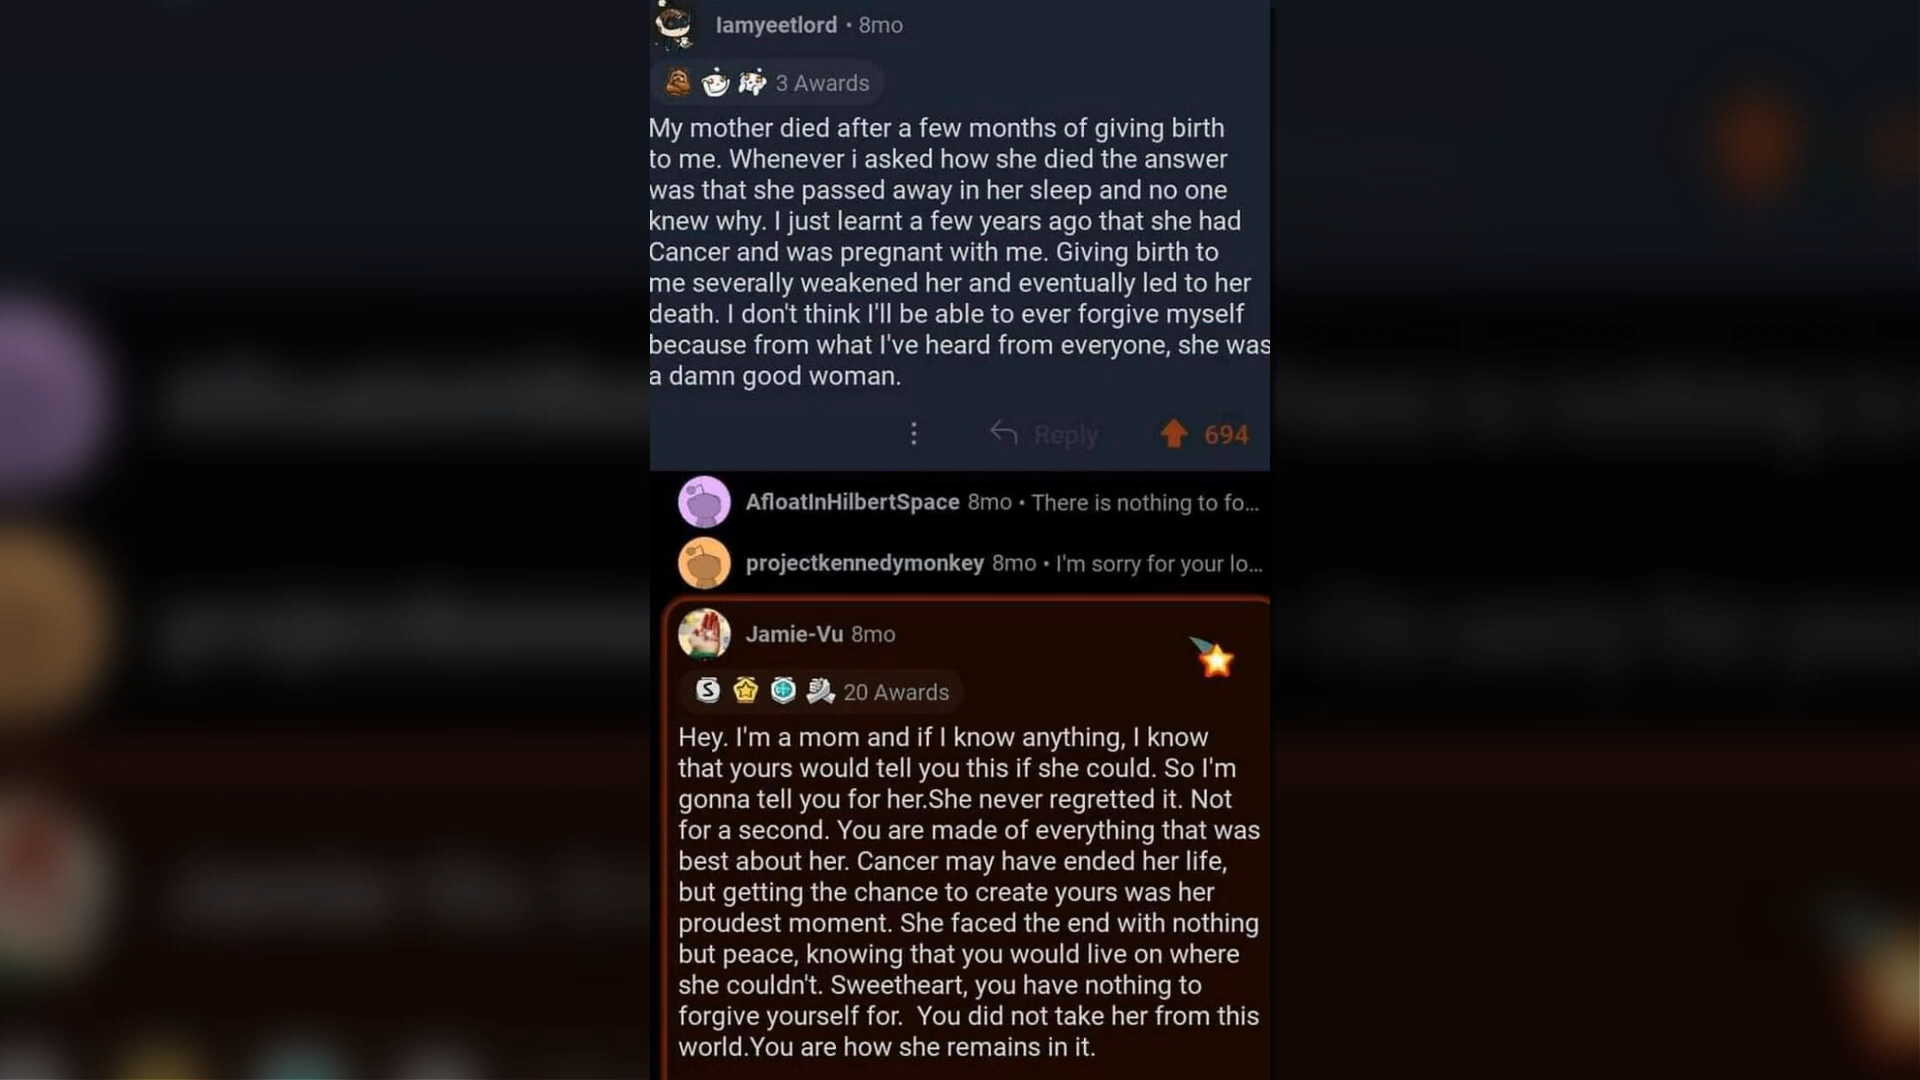 Iamyeetlord • 8mo
3 Awards
My mother died after a few months of giving birth
to me. Whenever i asked how she died the answer
was that she passed away in her sleep and no one
knew why. I just learnt a few years ago that she had
Cancer and was pregnant with me. Giving birth to
me severally weakened her and eventually led to her
death. I don't think I'll be able to ever forgive myself
because from what I've heard from everyone, she was
a damn good woman.
Reply 694
AfloatInHilbertSpace 8mo • There is nothing to fo...
projectkennedymonkey 8mo • I'm sorry for your lo...
Jamie-Vu 8mo
S 20 Awards
Hey. I'm a mom and if I know anything, I know
that yours would tell you this if she could. So I'm
gonna tell you for her.She never regretted it. Not
for a second. You are made of everything that was
best about her. Cancer may have ended her life,
but getting the chance to create yours was her
proudest moment. She faced the end with nothing
but peace, knowing that you would live on where
she couldn't. Sweetheart, you have nothing to
forgive yourself for.  You did not take her from this
world.You are how she remains in it.